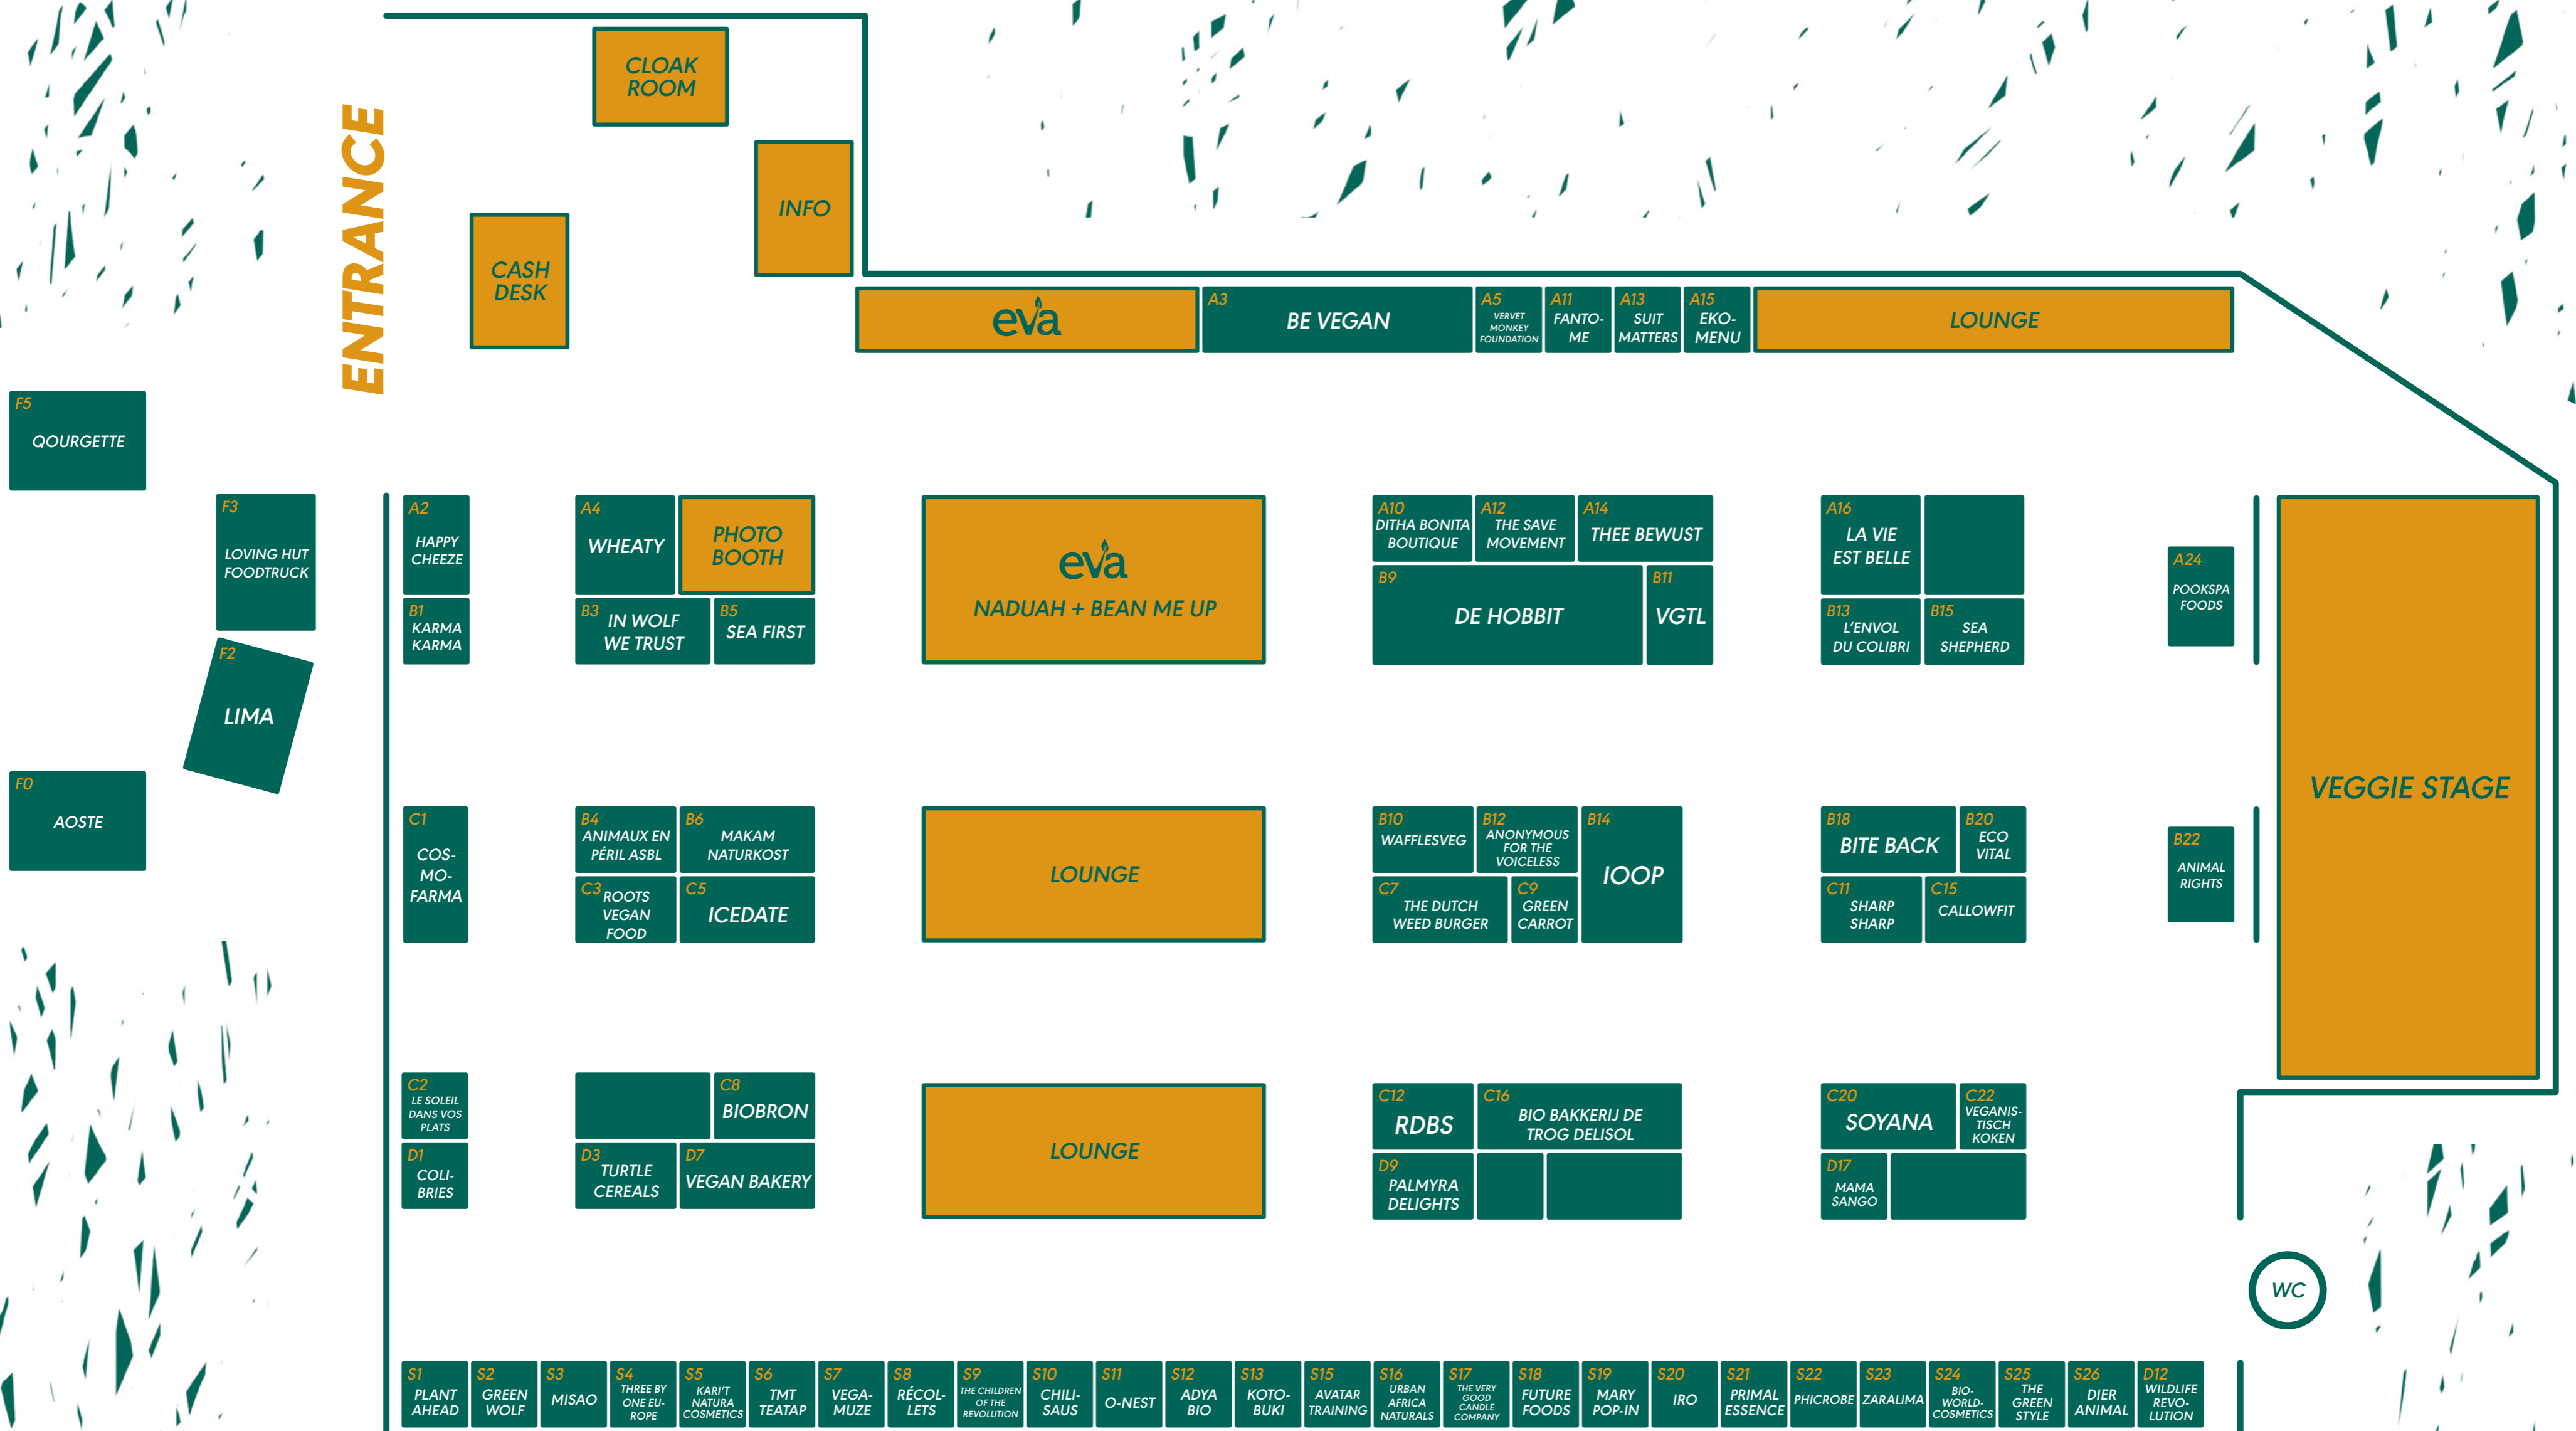 CLOAK
ROOM
INFO
CASH
DESK
ENTRANCE
eva
A3
BE VEGAN
A5
VERVET
MONKEY
FOUNDATION
A11
FANTO-
ME
A13
SUIT
MATTERS
A15
EKO-
MENU
LOUNGE
F5
QOURGETTE
F3
LOVING HUT
FOODTRUCK
F2
LIMA
F0
AOSTE
A2
HAPPY
CHEEZE
B1
KARMA
KARMA
A4
WHEATY
PHOTO
BOOTH
B3
IN WOLF
WE TRUST
B5
SEA FIRST
eva
NADUAH + BEAN ME UP
A10
DITHA BONITA
BOUTIQUE
A12
THE SAVE
MOVEMENT
A14
THEE BEWUST
B9
DE HOBBIT
B11
VGTL
A16
LA VIE
EST BELLE
B13
L'ENVOL
DU COLIBRI
B15
SEA
SHEPHERD
A24
POOKSPA
FOODS
VEGGIE STAGE
C1
COS-
MO-
FARMA
B4
ANIMAUX EN
PÉRIL ASBL
B6
MAKAM
NATURKOST
C3
ROOTS
VEGAN
FOOD
C5
ICEDATE
LOUNGE
B10
WAFFLESVEG
B12
ANONYMOUS
FOR THE
VOICELESS
B14
IOOP
C7
THE DUTCH
WEED BURGER
C9
GREEN
CARROT
B18
BITE BACK
B20
ECO
VITAL
C11
SHARP
SHARP
C15
CALLOWFIT
B22
ANIMAL
RIGHTS
C2
LE SOLEIL
DANS VOS
PLATS
D1
COLI-
BRIES
C8
BIOBRON
D3
TURTLE
CEREALS
D7
VEGAN BAKERY
LOUNGE
C12
RDBS
C16
BIO BAKKERIJ DE
TROG DELISOL
D9
PALMYRA
DELIGHTS
C20
SOYANA
C22
VEGANIS-
TISCH
KOKEN
D17
MAMA
SANGO
WC
S1
PLANT
AHEAD
S2
GREEN
WOLF
S3
MISAO
S4
THREE BY
ONE EU-
ROPE
S5
KARI'T
NATURA
COSMETICS
S6
TMT
TEATAP
S7
VEGA-
MUZE
S8
RÉCOL-
LETS
S9
THE CHILDREN
OF THE
REVOLUTION
S10
CHILI-
SAUS
S11
O-NEST
S12
ADYA
BIO
S13
KOTO-
BUKI
S15
AVATAR
TRAINING
S16
URBAN
AFRICA
NATURALS
S17
THE VERY
GOOD
CANDLE
COMPANY
S18
FUTURE
FOODS
S19
MARY
POP-IN
S20
IRO
S21
PRIMAL
ESSENCE
S22
PHICROBE
S23
ZARALIMA
S24
BIO-
WORLD-
COSMETICS
S25
THE
GREEN
STYLE
S26
DIER
ANIMAL
D12
WILDLIFE
REVO-
LUTION